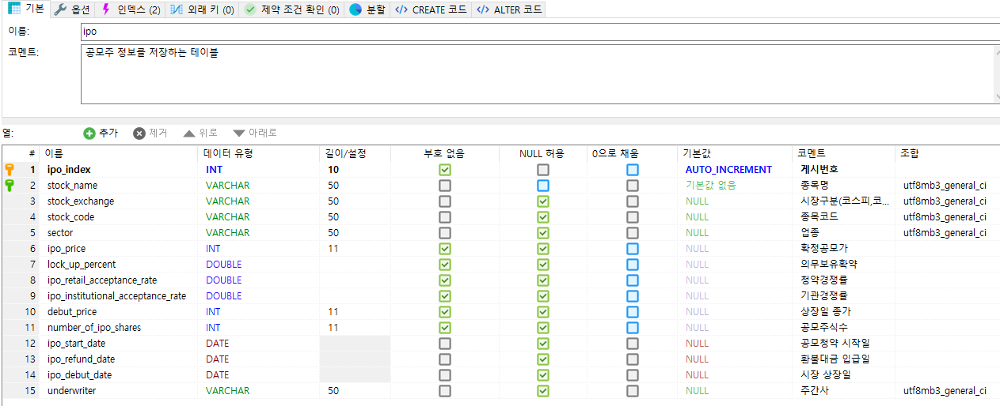 기본 옵션 인덱스 (2) 외래 키 (0) 제약 조건 확인 (0) 분할 </> CREATE 코드 </> ALTER 코드
이름: ipo
코멘트: 공모주 정보를 저장하는 테이블
열: 추가 제거 위로 아래로
# 이름 데이터 유형 길이/설정 부호 없음 NULL 허용 0으로 채움 기본값 코멘트 조합
1 ipo_index INT 10 AUTO_INCREMENT 게시번호
2 stock_name VARCHAR 50 기본값 없음 종목명 utf8mb3_general_ci
3 stock_exchange VARCHAR 50 NULL 시장구분(코스피,코... utf8mb3_general_ci
4 stock_code VARCHAR 50 NULL 종목코드 utf8mb3_general_ci
5 sector VARCHAR 50 NULL 업종 utf8mb3_general_ci
6 ipo_price INT 11 NULL 확정공모가
7 lock_up_percent DOUBLE NULL 의무보유확약
8 ipo_retail_acceptance_rate DOUBLE NULL 청약경쟁률
9 ipo_institutional_acceptance_rate DOUBLE NULL 기관경쟁률
10 debut_price INT 11 NULL 상장일 종가
11 number_of_ipo_shares INT 11 NULL 공모주식수
12 ipo_start_date DATE NULL 공모청약 시작일
13 ipo_refund_date DATE NULL 환불대금 입급일
14 ipo_debut_date DATE NULL 시장 상장일
15 underwriter VARCHAR 50 NULL 주간사 utf8mb3_general_ci